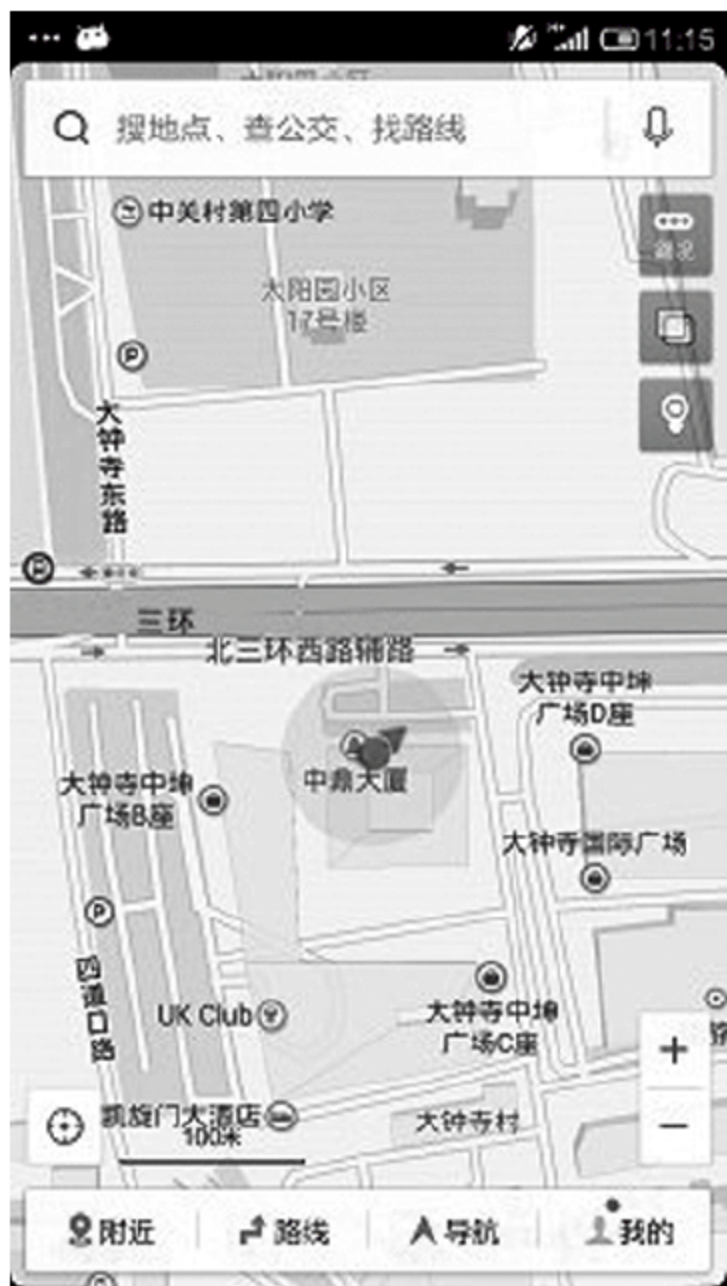 11:15
搜地点、查公交、找路线
中关村第四小学
太阳园小区
17号楼
P
大钟寺东路
三环
北三环西路辅路
大钟寺中坤
广场D座
中鼎大厦
大钟寺中坤
广场B座
大钟寺国际广场
P
四道口路
UK Club
大钟寺中坤
广场C座
+
凯旋门大酒店
100米
大钟寺村
−
附近
路线
导航
我的